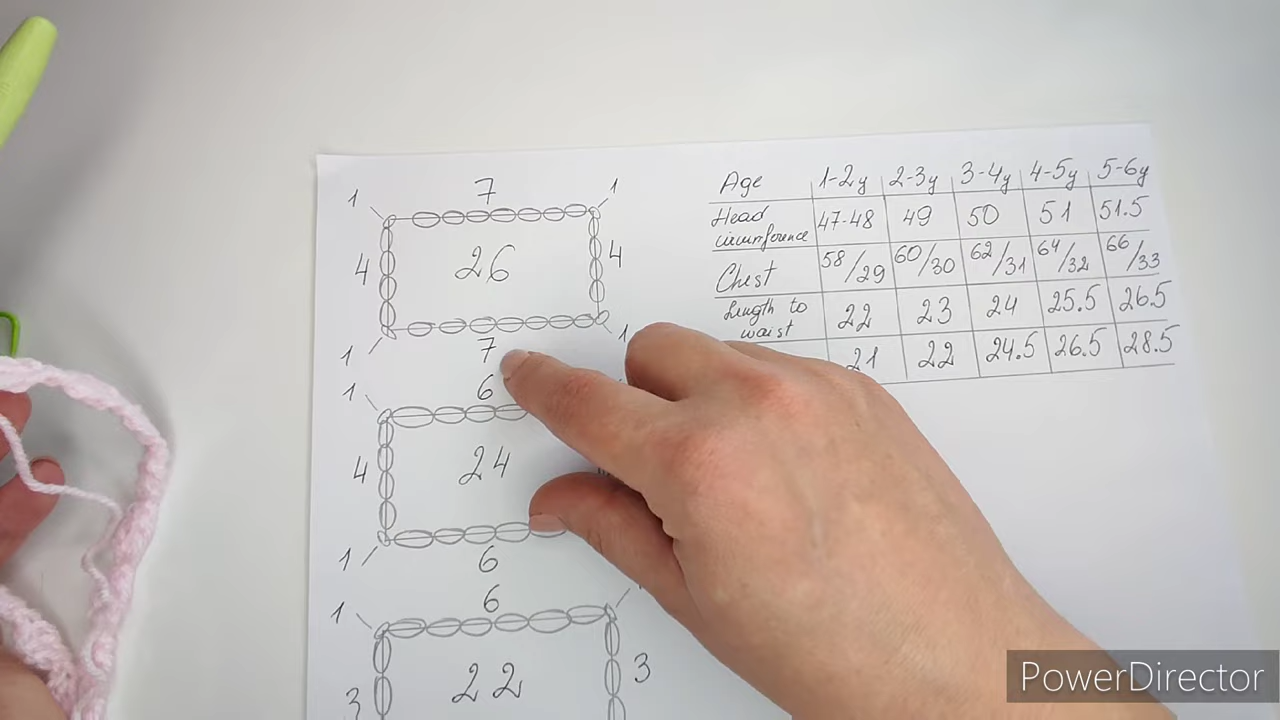 1 7 1
4 26 4
1 7 1
1 6
4 24
1 6
1 6
3 22 3
Age 1-2y 2-3y 3-4y 4-5y 5-6y
Head circumference 47-48 49 50 51 51.5
Chest 58/29 60/30 62/31 64/32 66/33
Length to waist 22 23 24 25.5 26.5
21 22 24.5 26.5 28.5
PowerDirector